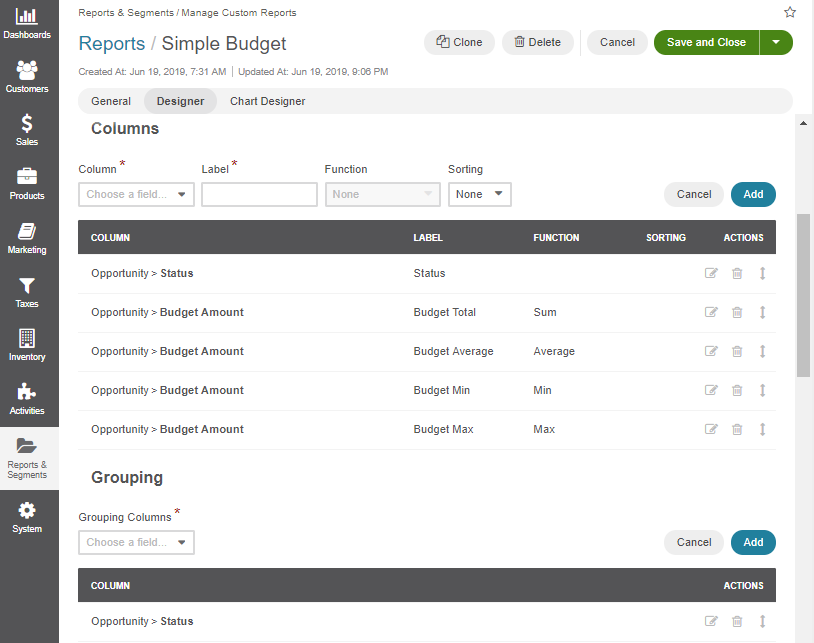 Dashboards
Customers
Sales
Products
Marketing
Taxes
Inventory
Activities
Reports &
Segments
System
Reports & Segments / Manage Custom Reports
Reports / Simple Budget
Clone
Delete
Cancel
Save and Close
Created At: Jun 19, 2019, 7:31 AM | Updated At: Jun 19, 2019, 9:06 PM
General Designer Chart Designer
Columns
Column * Label * Function Sorting
Choose a field... None None Cancel Add
COLUMN LABEL FUNCTION SORTING ACTIONS
Opportunity > Status Status
Opportunity > Budget Amount Budget Total Sum
Opportunity > Budget Amount Budget Average Average
Opportunity > Budget Amount Budget Min Min
Opportunity > Budget Amount Budget Max Max
Grouping
Grouping Columns *
Choose a field... Cancel Add
COLUMN ACTIONS
Opportunity > Status